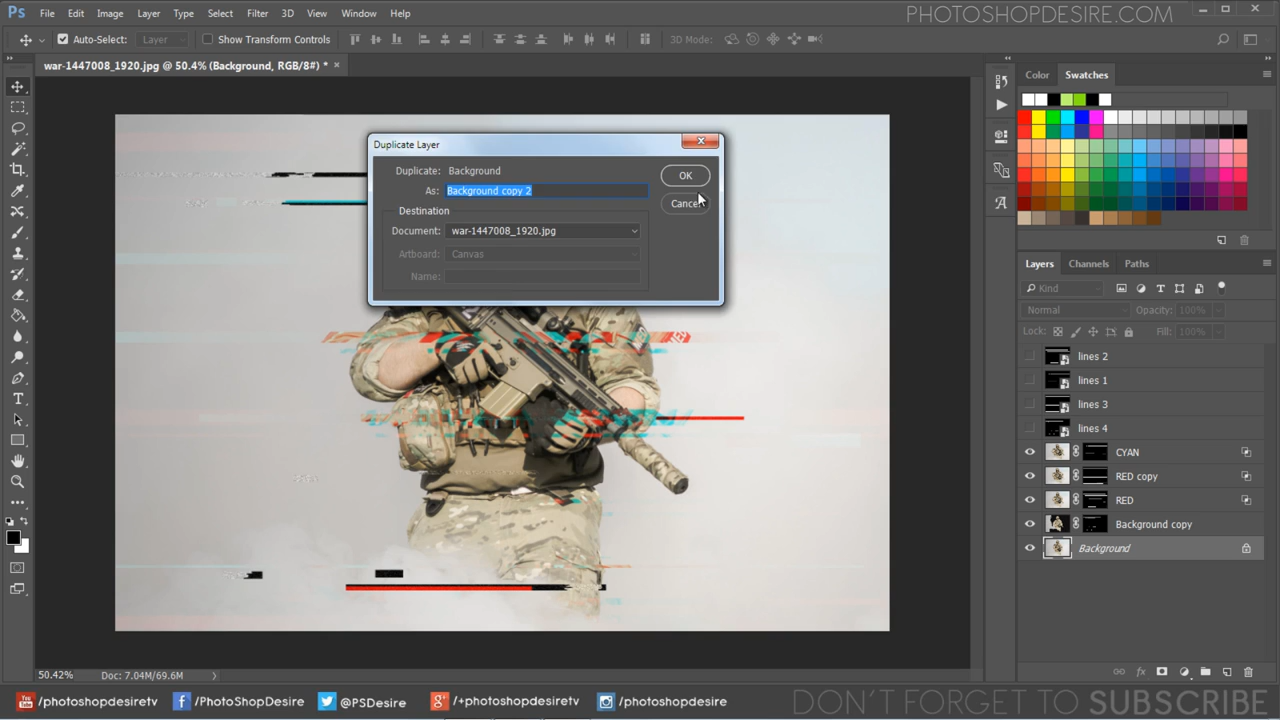 PHOTOSHOPDESIRE.COM
Ps File Edit Image Layer Type Select Filter 3D View Window Help
Auto-Select: Layer Show Transform Controls 3D Mode:
war-1447008_1920.jpg @ 50.4% (Background, RGB/8#) * ×
Color Swatches
Duplicate Layer
Duplicate: Background
As: Background copy 2
OK
Cancel
Destination
Document: war-1447008_1920.jpg
Artboard: Canvas
Name:
Layers Channels Paths
Kind
Normal Opacity: 100%
Lock: Fill: 100%
lines 2
lines 1
lines 3
lines 4
CYAN
RED copy
RED
Background copy
Background
50.42% Doc: 7.04M/69.6M
You Tube /photoshopdesiretv /PhotoShopDesire @PSDesire g+ /+photoshopdesiretv /photoshopdesire
DON'T FORGET TO SUBSCRIBE